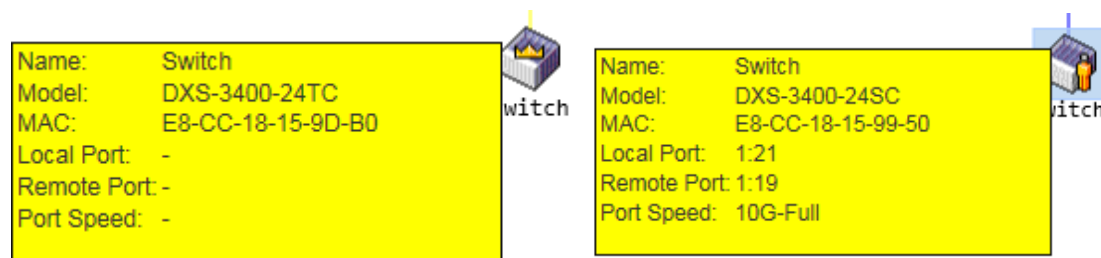 Name: Switch
Model: DXS-3400-24TC
MAC: E8-CC-18-15-9D-B0
Local Port: -
Remote Port: -
Port Speed: -
witch
Name: Switch
Model: DXS-3400-24SC
MAC: E8-CC-18-15-99-50
Local Port: 1:21
Remote Port: 1:19
Port Speed: 10G-Full
witch